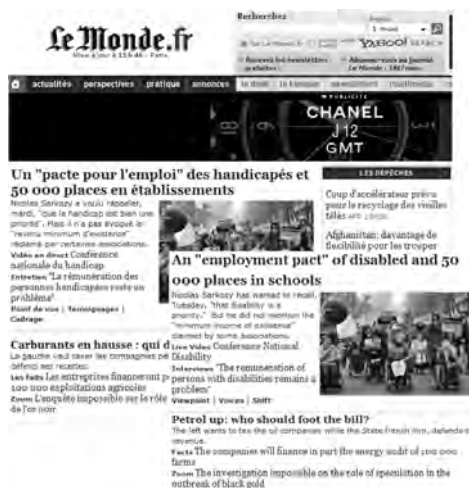 Recherchez
Le Monde.fr
YAHOO!
actualités perspectives pratique annonces
PUBLICITÉ
CHANEL
J12
GMT
Un "pacte pour l'emploi" des handicapés et
50 000 places en établissements
Nicolas Sarkozy a voulu rappeler,
mardi, "que le handicap est bien une
priorité". Mais il n'a pas évoqué le
"revenu minimum d'existence"
réclamé par certaines associations.
Vidéo en direct Conférence
nationale du handicap
Entretien "La rémunération des
personnes handicapées reste un
problème"
Point de vue | Témoignages |
Cadrage
LES DÉPÊCHES
Coup d'accélérateur prévu
pour le recyclage des vieilles
télés
Afghanistan: davantage de
flexibilité pour les troupes
Carburants en hausse : qui d
La gauche veut taxer les compagnies pé
définit ses recettes.
Les faits Les entreprises financeront p
100 000 exploitations agricoles
Zoom L'enquête impossible sur le rôle
de l'or noir
An "employment pact" of disabled and 50
000 places in schools
Nicolas Sarkozy has wanted to recall,
Tuesday, "that disability is a
priority." But he did not mention the
"minimum income of existence"
claimed by some associations.
Live Video Conference National
Disability
Interviews "The remuneration of
persons with disabilities remains a
problem"
Viewpoint | Voices | Shift
Petrol up: who should foot the bill?
The left wants to tax the oil companies while the State, French firm, defends
revenue.
Facts The companies will finance in part the energy audit of 100 000
farms
Zoom The investigation impossible on the role of speculation in the
outbreak of black gold